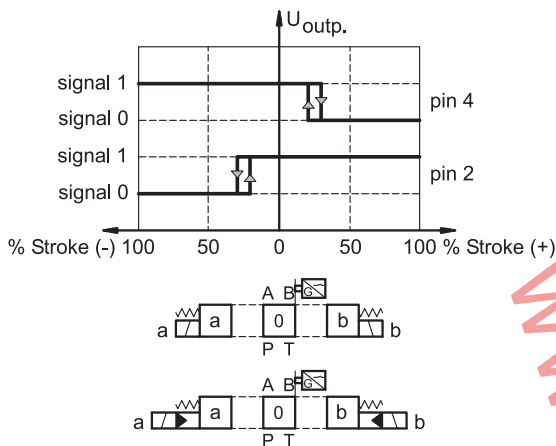 U outp.
signal 1
signal 0
pin 4
signal 1
signal 0
pin 2
% Stroke (-) 100 50 0 50 100 % Stroke (+)
A B G
a a 0 b b
P T
A B G
a a 0 b b
P T